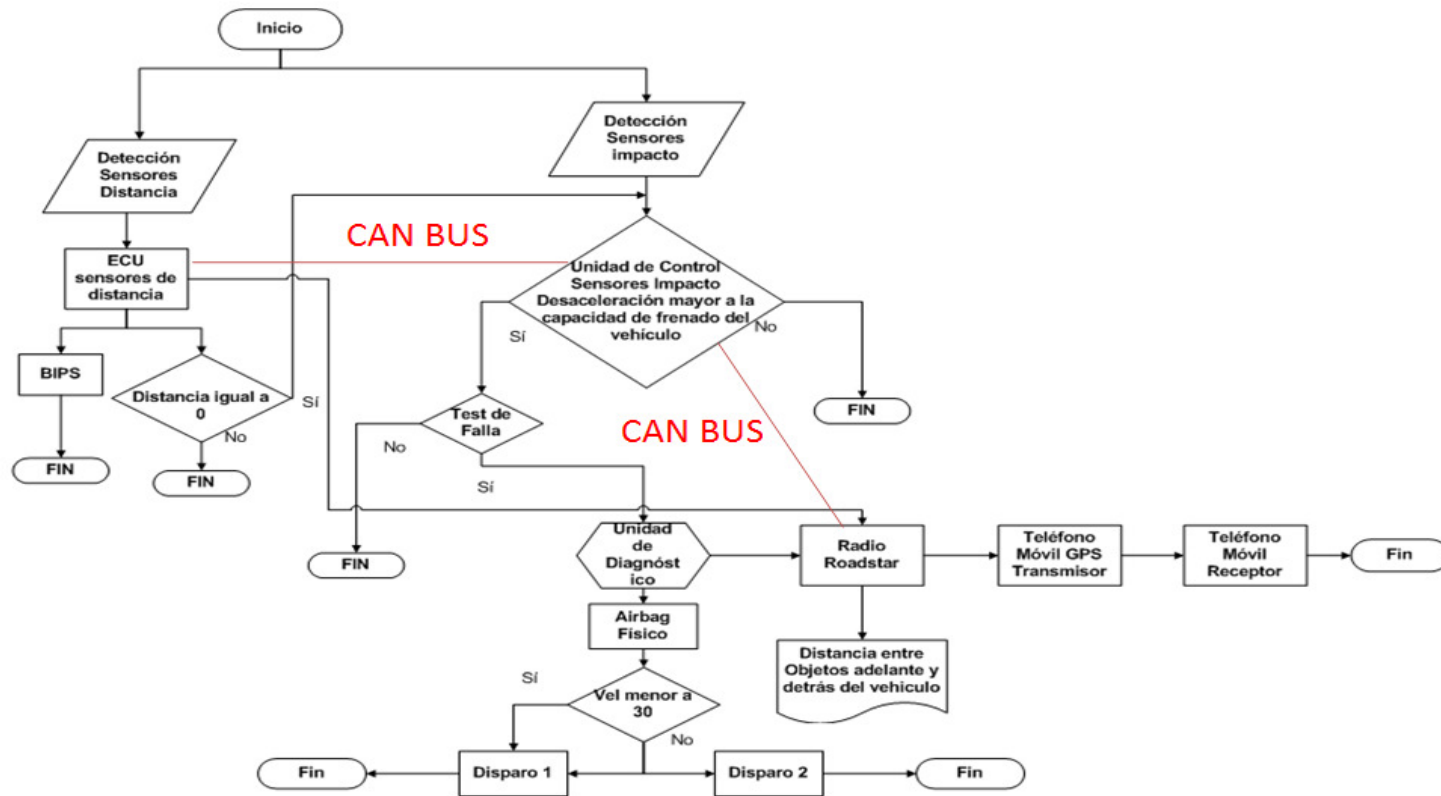 Inicio
Detección
Sensores
impacto
Detección
Sensores
Distancia
CAN BUS
ECU
sensores de
distancia
Unidad de Control
Sensores Impacto
Desaceleración mayor a la
capacidad de frenado del
vehículo
No
Sí
BIPS
Distancia igual a
0
Sí
No
FIN
FIN
FIN
Test de
Falla
No
Sí
CAN BUS
FIN
Unidad
de
Diagnóst
ico
Radio
Roadstar
Teléfono
Móvil GPS
Transmisor
Teléfono
Móvil
Receptor
Fin
Airbag
Físico
Distancia entre
Objetos adelante y
detrás del vehiculo
Sí
Vel menor a
30
No
Fin
Disparo 1
Disparo 2
Fin